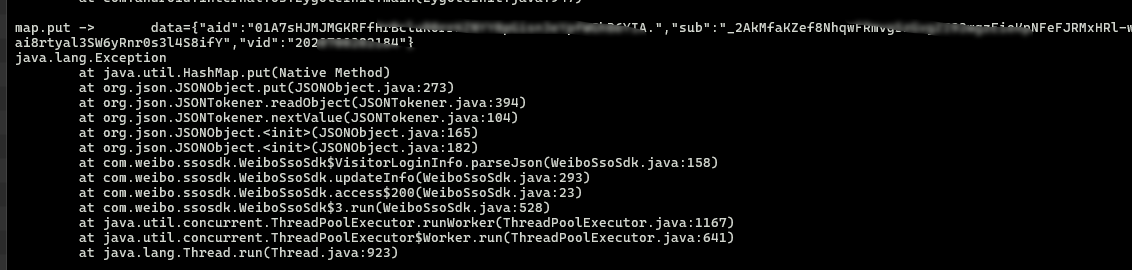 map.put -> data={"aid":"01A7sHJMJMGKRFfh YIA.","sub":"_2AkMfaKZef8NhqwFRmvg NFeFJRMxHRl-w
ai8rtyal3SW6yRnr0s3l4S8ifY","vid":"202 2184"}
java.lang.Exception
at java.util.HashMap.put(Native Method)
at org.json.JSONObject.put(JSONObject.java:273)
at org.json.JSONTokener.readObject(JSONTokener.java:394)
at org.json.JSONTokener.nextValue(JSONTokener.java:104)
at org.json.JSONObject.<init>(JSONObject.java:165)
at org.json.JSONObject.<init>(JSONObject.java:182)
at com.weibo.ssosdk.WeiboSsoSdk$VisitorLoginInfo.parseJson(WeiboSsoSdk.java:158)
at com.weibo.ssosdk.WeiboSsoSdk.updateInfo(WeiboSsoSdk.java:293)
at com.weibo.ssosdk.WeiboSsoSdk.access$200(WeiboSsoSdk.java:23)
at com.weibo.ssosdk.WeiboSsoSdk$3.run(WeiboSsoSdk.java:528)
at java.util.concurrent.ThreadPoolExecutor.runWorker(ThreadPoolExecutor.java:1167)
at java.util.concurrent.ThreadPoolExecutor$Worker.run(ThreadPoolExecutor.java:641)
at java.lang.Thread.run(Thread.java:923)